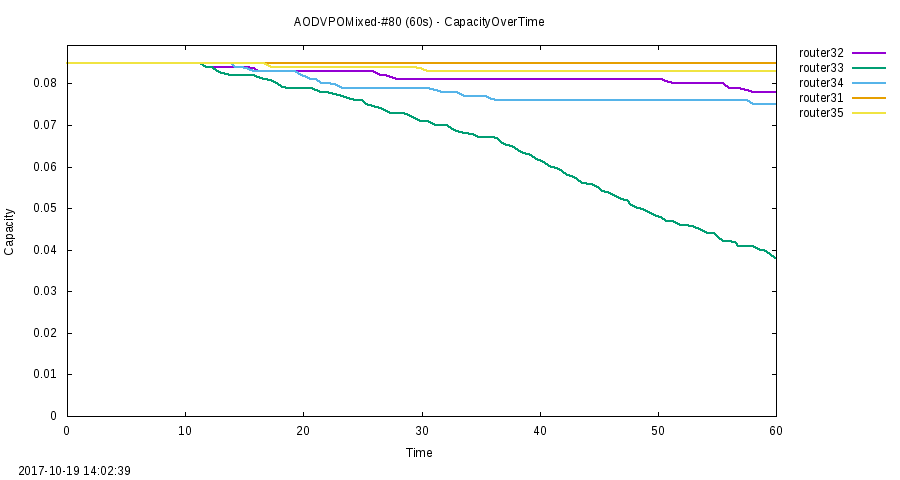 AODVPOMixed-#80 (60s) - CapacityOverTime
router32
router33
router34
router31
router35
0.08
0.07
0.06
0.05
0.04
0.03
0.02
0.01
0
Capacity
0 10 20 30 40 50 60
Time
2017-10-19 14:02:39